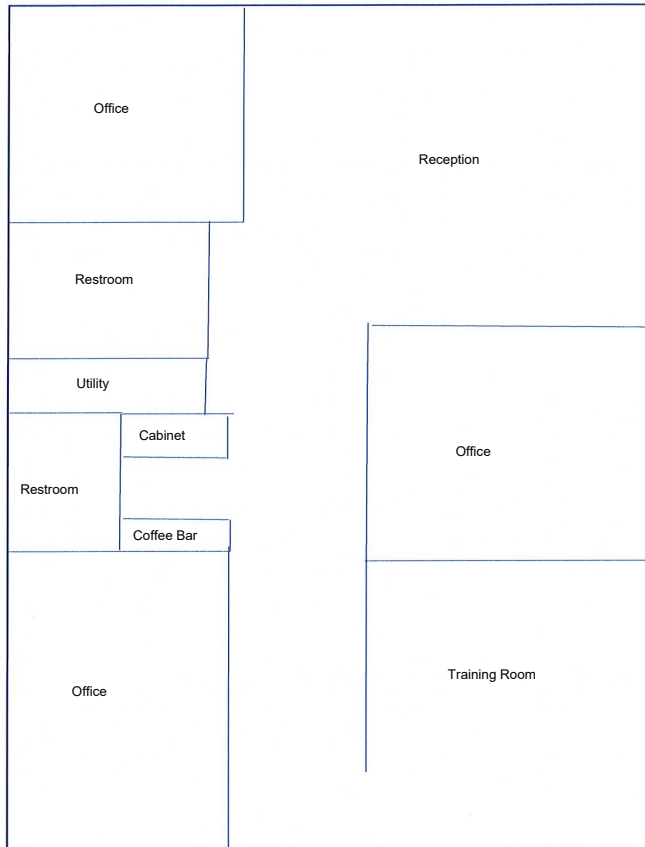 Office
Reception
Restroom
Utility
Cabinet
Office
Restroom
Coffee Bar
Training Room
Office